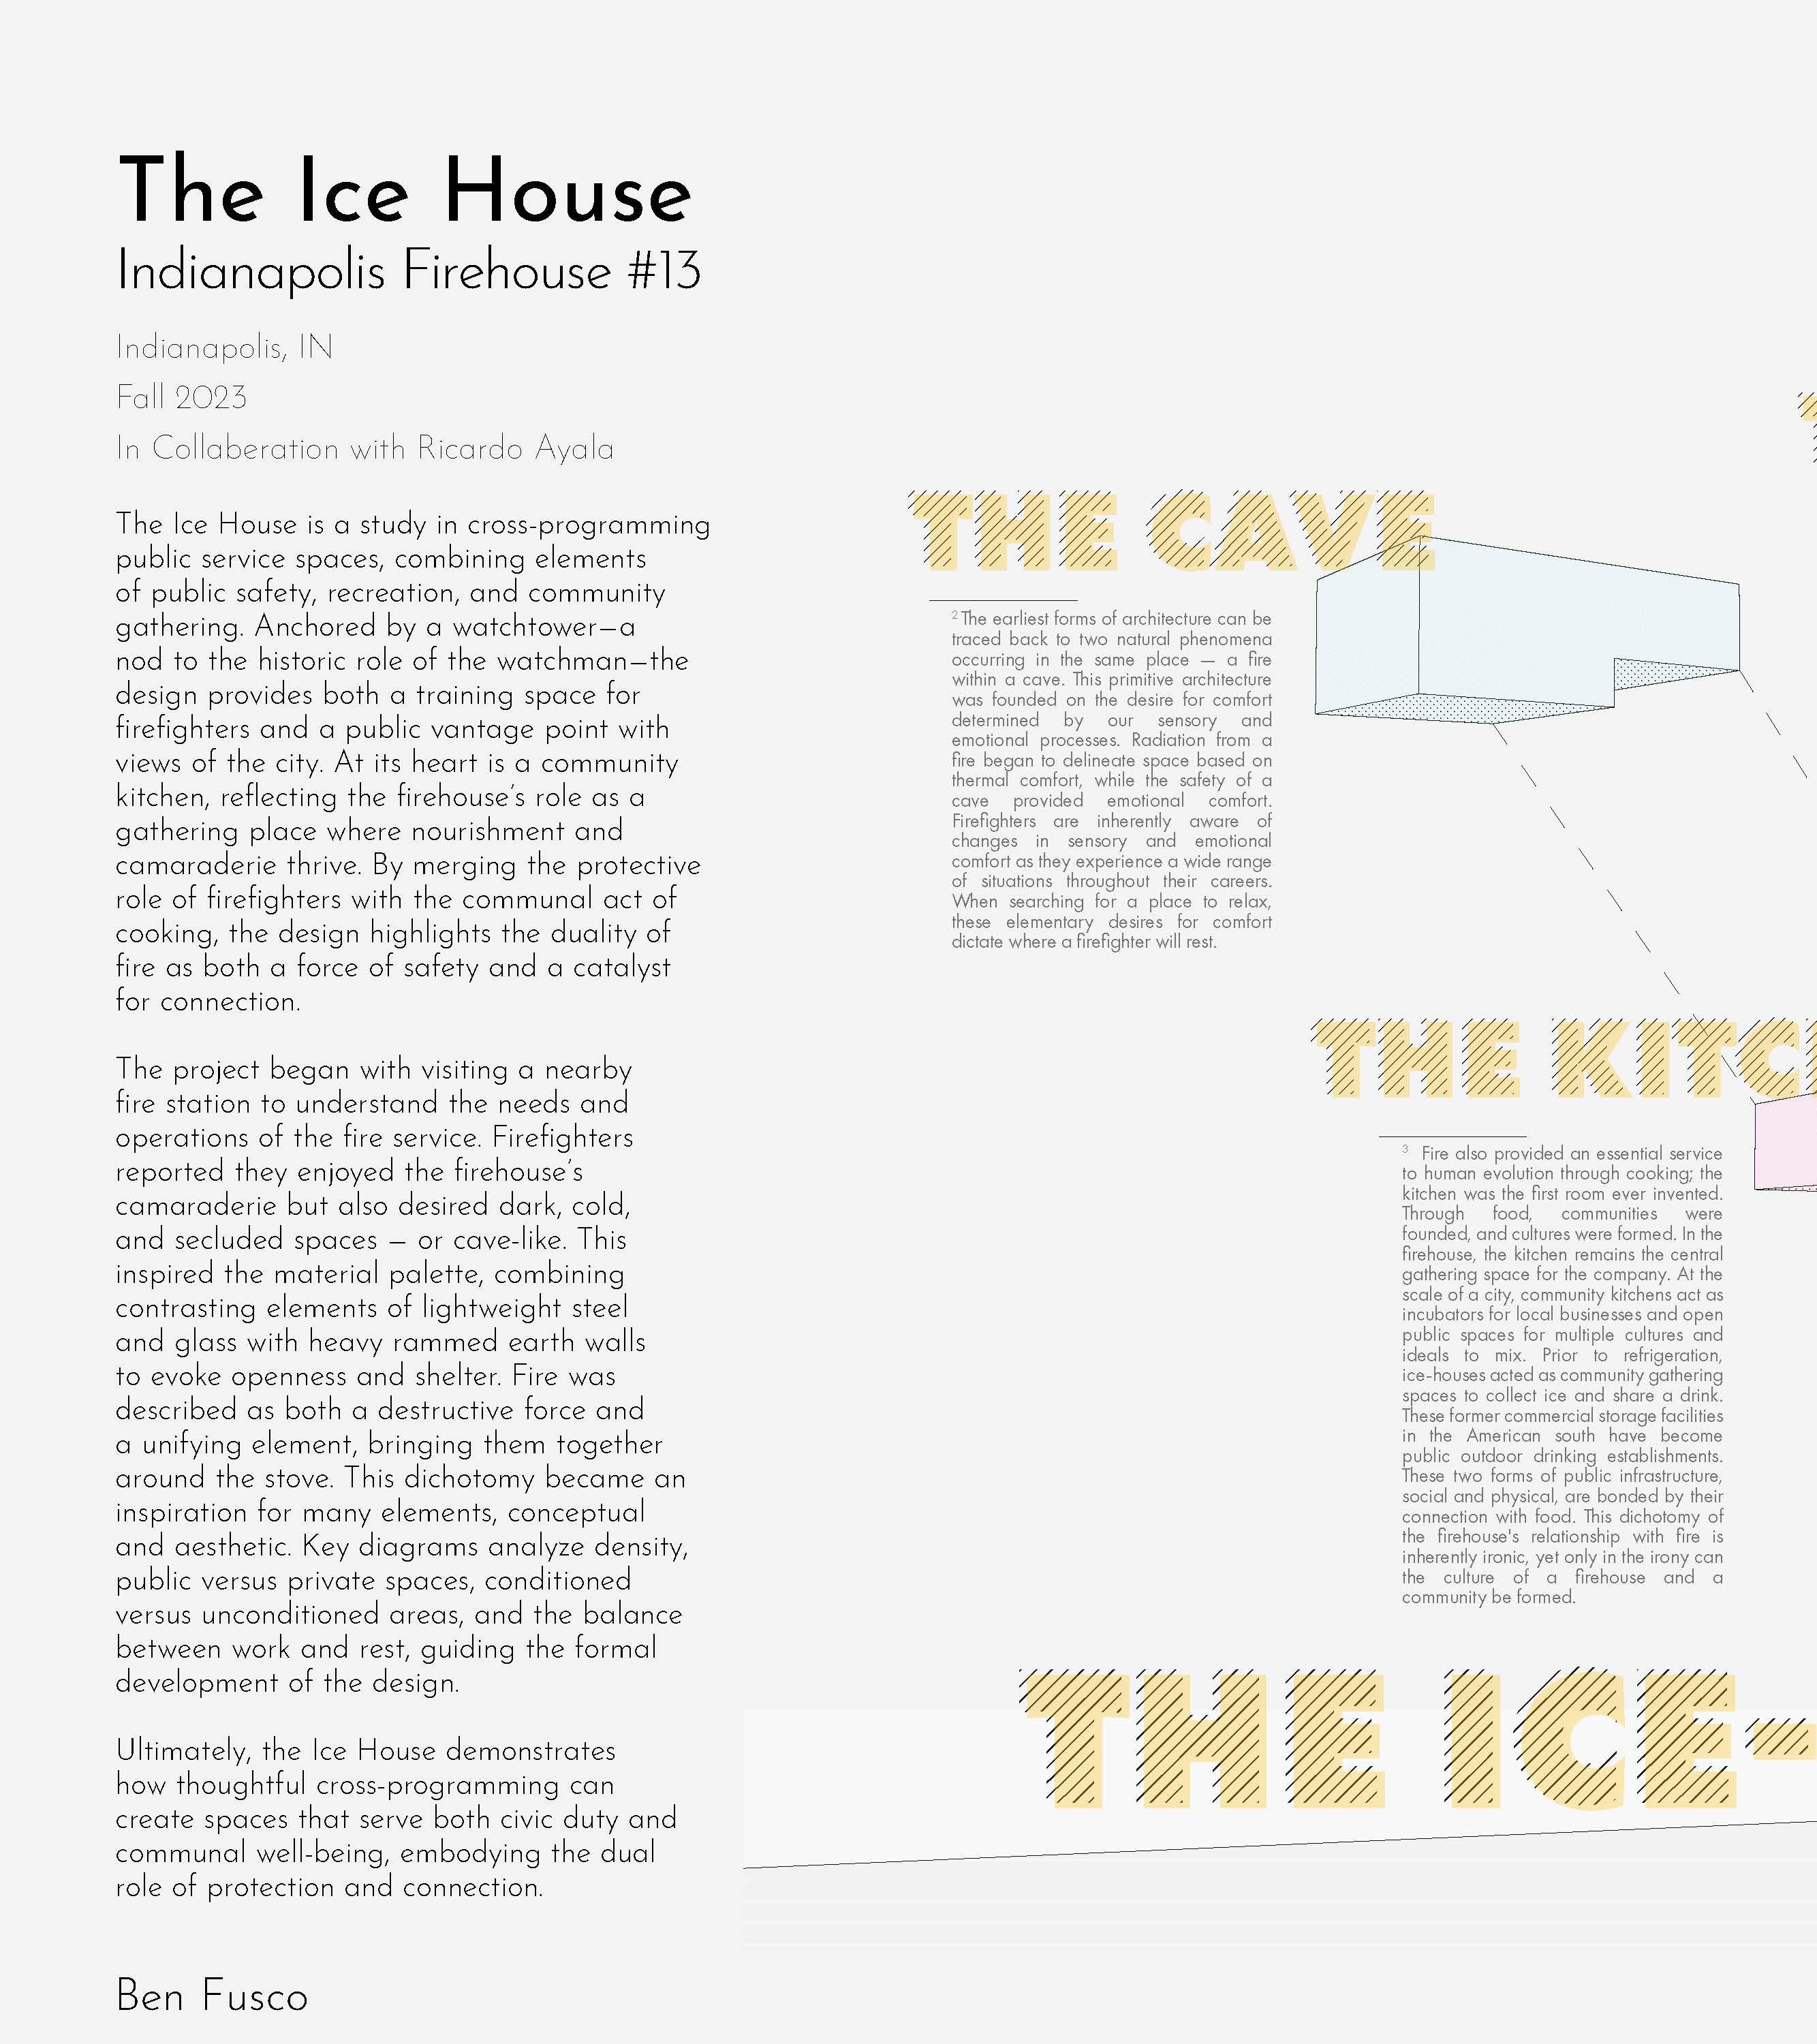 The Ice House
Indianapolis Firehouse #13
Indianapolis, IN
Fall 2023
In Collaberation with Ricardo Ayala
The Ice House is a study in cross-programming
public service spaces, combining elements
of public safety, recreation, and community
gathering. Anchored by a watchtower—a
nod to the historic role of the watchman—the
design provides both a training space for
firefighters and a public vantage point with
views of the city. At its heart is a community
kitchen, reflecting the firehouse's role as a
gathering place where nourishment and
camaraderie thrive. By merging the protective
role of firefighters with the communal act of
cooking, the design highlights the duality of
fire as both a force of safety and a catalyst
for connection.
The project began with visiting a nearby
fire station to understand the needs and
operations of the fire service. Firefighters
reported they enjoyed the firehouse's
camaraderie but also desired dark, cold,
and secluded spaces – or cave-like. This
inspired the material palette, combining
contrasting elements of lightweight steel
and glass with heavy rammed earth walls
to evoke openness and shelter. Fire was
described as both a destructive force and
a unifying element, bringing them together
around the stove. This dichotomy became an
inspiration for many elements, conceptual
and aesthetic. Key diagrams analyze density,
public versus private spaces, conditioned
versus unconditioned areas, and the balance
between work and rest, guiding the formal
development of the design.
Ultimately, the Ice House demonstrates
how thoughtful cross-programming can
create spaces that serve both civic duty and
communal well-being, embodying the dual
role of protection and connection.
Ben Fusco
THE CAVE
2 The earliest forms of architecture can be
traced back to two natural phenomena
occurring in the same place — a fire
within a cave. This primitive architecture
was founded on the desire for comfort
determined by our sensory and
emotional processes. Radiation from a
fire began to delineate space based on
thermal comfort, while the safety of a
cave provided emotional comfort.
Firefighters are inherently aware of
changes in sensory and emotional
comfort as they experience a wide range
of situations throughout their careers.
When searching for a place to relax,
these elementary desires for comfort
dictate where a firefighter will rest.
THE KITC
3 Fire also provided an essential service
to human evolution through cooking; the
kitchen was the first room ever invented.
Through food, communities were
founded, and cultures were formed. In the
firehouse, the kitchen remains the central
gathering space for the company. At the
scale of a city, community kitchens act as
incubators for local businesses and open
public spaces for multiple cultures and
ideals to mix. Prior to refrigeration,
ice-houses acted as community gathering
spaces to collect ice and share a drink.
These former commercial storage facilities
in the American south have become
public outdoor drinking establishments.
These two forms of public infrastructure,
social and physical, are bonded by their
connection with food. This dichotomy of
the firehouse's relationship with fire is
inherently ironic, yet only in the irony can
the culture of a firehouse and a
community be formed.
THE ICE-